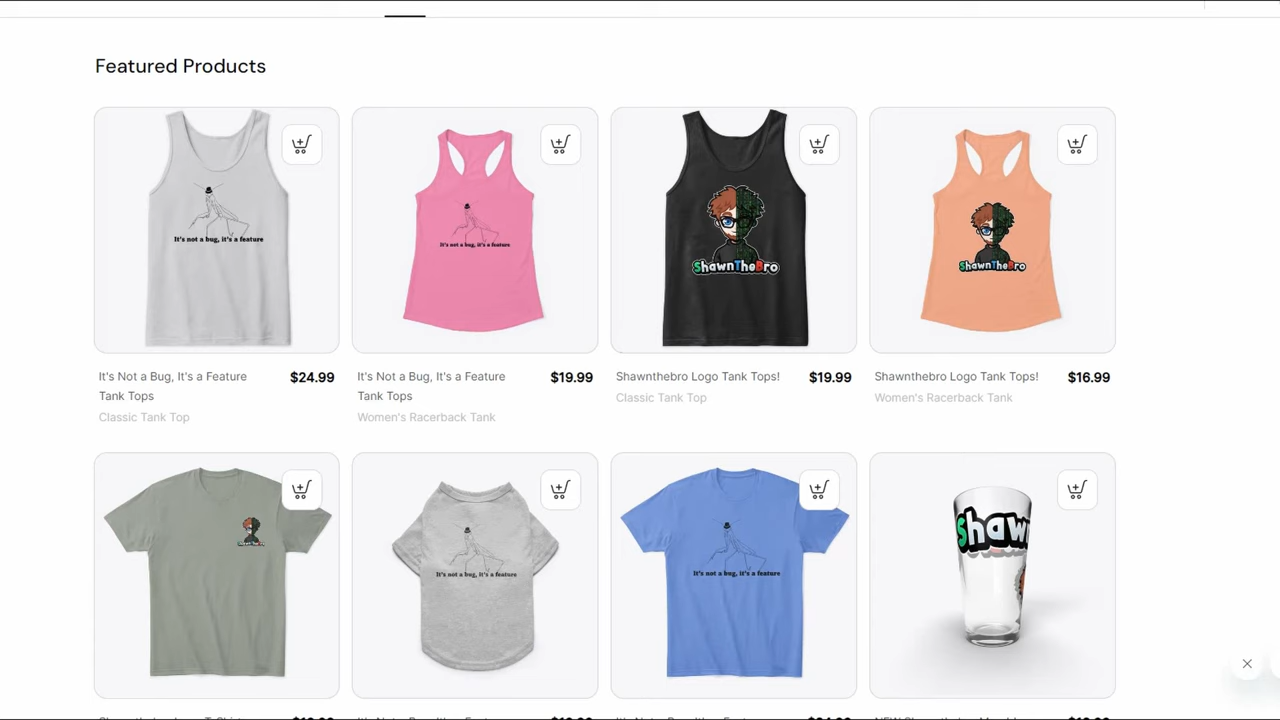 Featured Products
It's not a bug, it's a feature
It's not a bug, it's a feature
ShawnTheBro
ShawnTheBro
It's Not a Bug, It's a Feature
Tank Tops
$24.99
Classic Tank Top
It's Not a Bug, It's a Feature
Tank Tops
$19.99
Women's Racerback Tank
Shawnthebro Logo Tank Tops!
$19.99
Classic Tank Top
Shawnthebro Logo Tank Tops!
$16.99
Women's Racerback Tank
It's not a bug, it's a feature
It's not a bug, it's a feature
Shaw